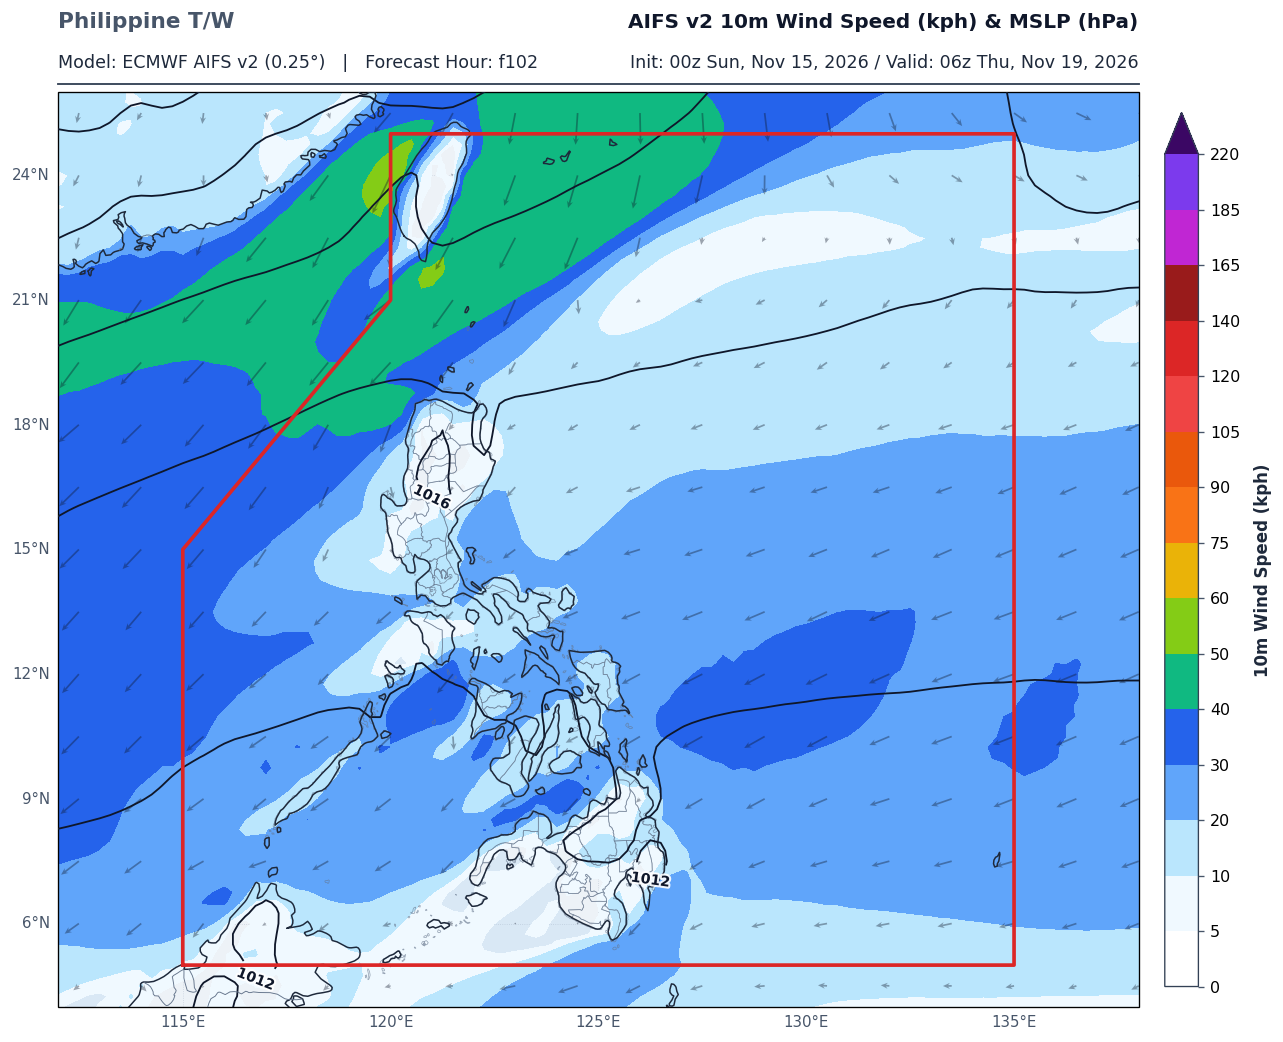 Philippine T/W
AIFS v2 10m Wind Speed (kph) & MSLP (hPa)
Model: ECMWF AIFS v2 (0.25°) | Forecast Hour: f102
Init: 00z Sun, Nov 15, 2026 / Valid: 06z Thu, Nov 19, 2026
24°N
21°N
18°N
15°N
12°N
9°N
6°N
1016
1012
1012
115°E
120°E
125°E
130°E
135°E
220
185
165
140
120
105
90
75
60
50
40
30
20
10
5
0
10m Wind Speed (kph)